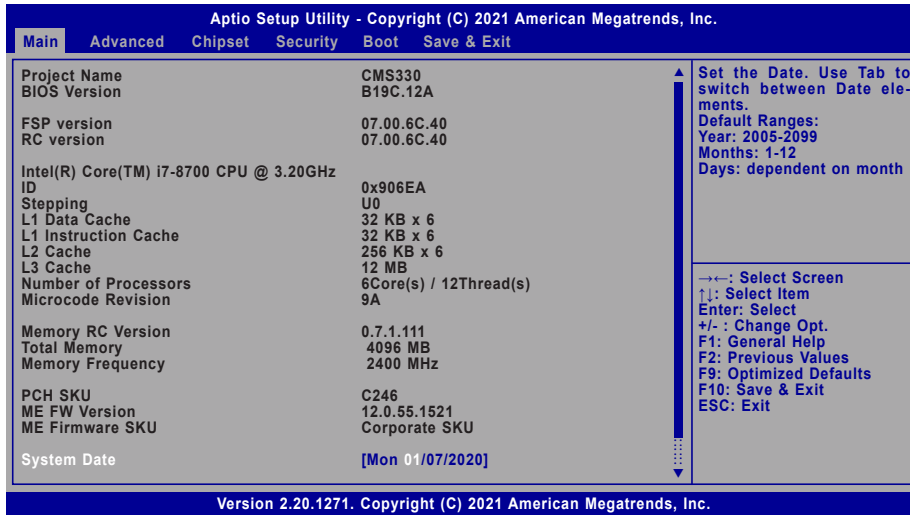 Aptio Setup Utility - Copyright (C) 2021 American Megatrends, Inc.
Main Advanced Chipset Security Boot Save & Exit
Project Name CMS330
BIOS Version B19C.12A
FSP version 07.00.6C.40
RC version 07.00.6C.40
Intel(R) Core(TM) i7-8700 CPU @ 3.20GHz
ID 0x906EA
Stepping U0
L1 Data Cache 32 KB x 6
L1 Instruction Cache 32 KB x 6
L2 Cache 256 KB x 6
L3 Cache 12 MB
Number of Processors 6Core(s) / 12Thread(s)
Microcode Revision 9A
Memory RC Version 0.7.1.111
Total Memory 4096 MB
Memory Frequency 2400 MHz
PCH SKU C246
ME FW Version 12.0.55.1521
ME Firmware SKU Corporate SKU
System Date [Mon 01/07/2020]
Set the Date. Use Tab to
switch between Date ele-
ments.
Default Ranges:
Year: 2005-2099
Months: 1-12
Days: dependent on month
→←: Select Screen
↑↓: Select Item
Enter: Select
+/- : Change Opt.
F1: General Help
F2: Previous Values
F9: Optimized Defaults
F10: Save & Exit
ESC: Exit
Version 2.20.1271. Copyright (C) 2021 American Megatrends, Inc.